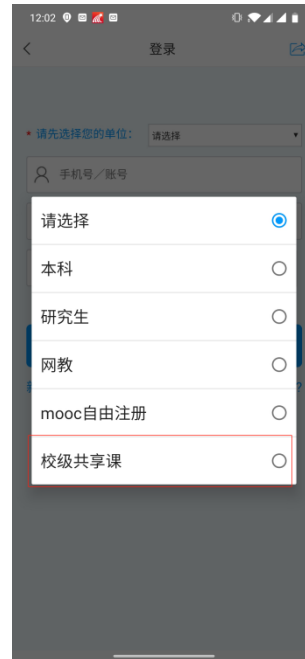 12:02
登录
* 请先选择您的单位： 请选择
手机号／账号
请选择
本科
研究生
网教
mooc自由注册
校级共享课